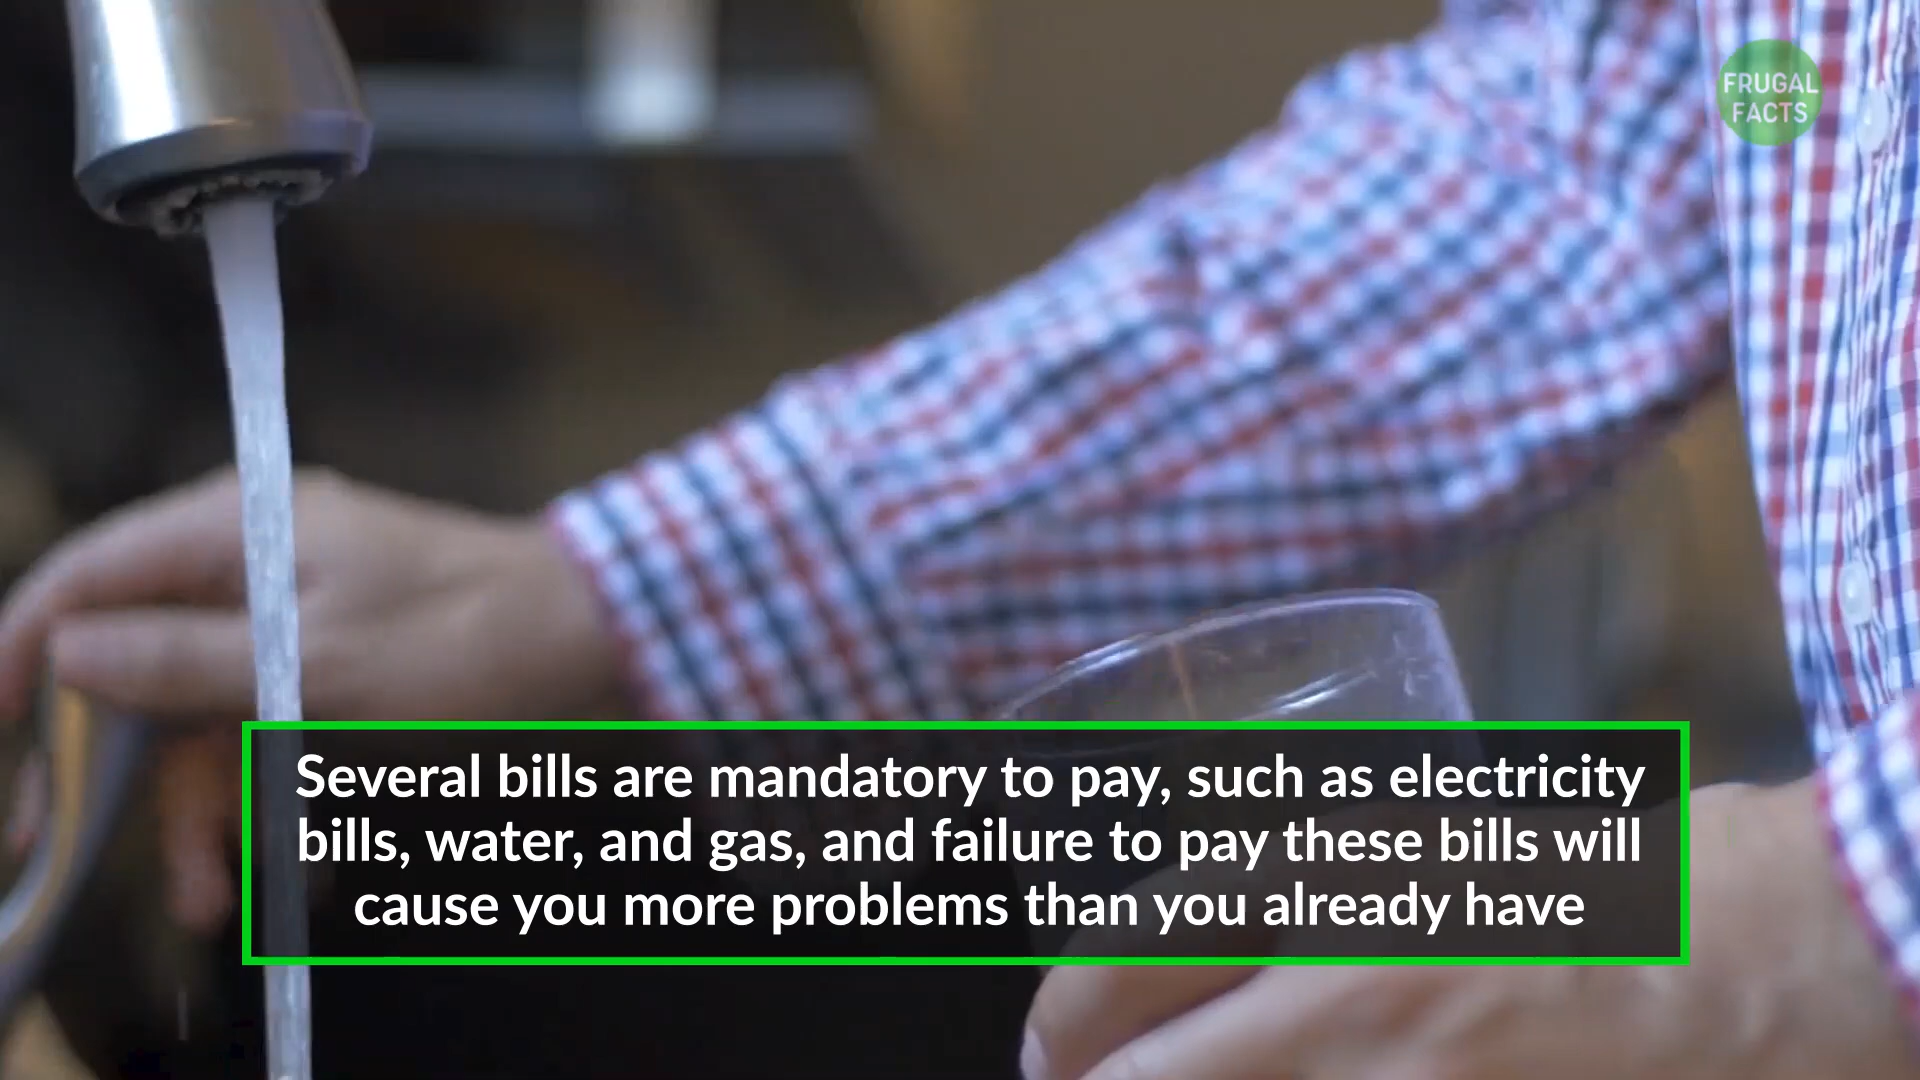 FRUGAL
FACTS
Several bills are mandatory to pay, such as electricity
bills, water, and gas, and failure to pay these bills will
cause you more problems than you already have